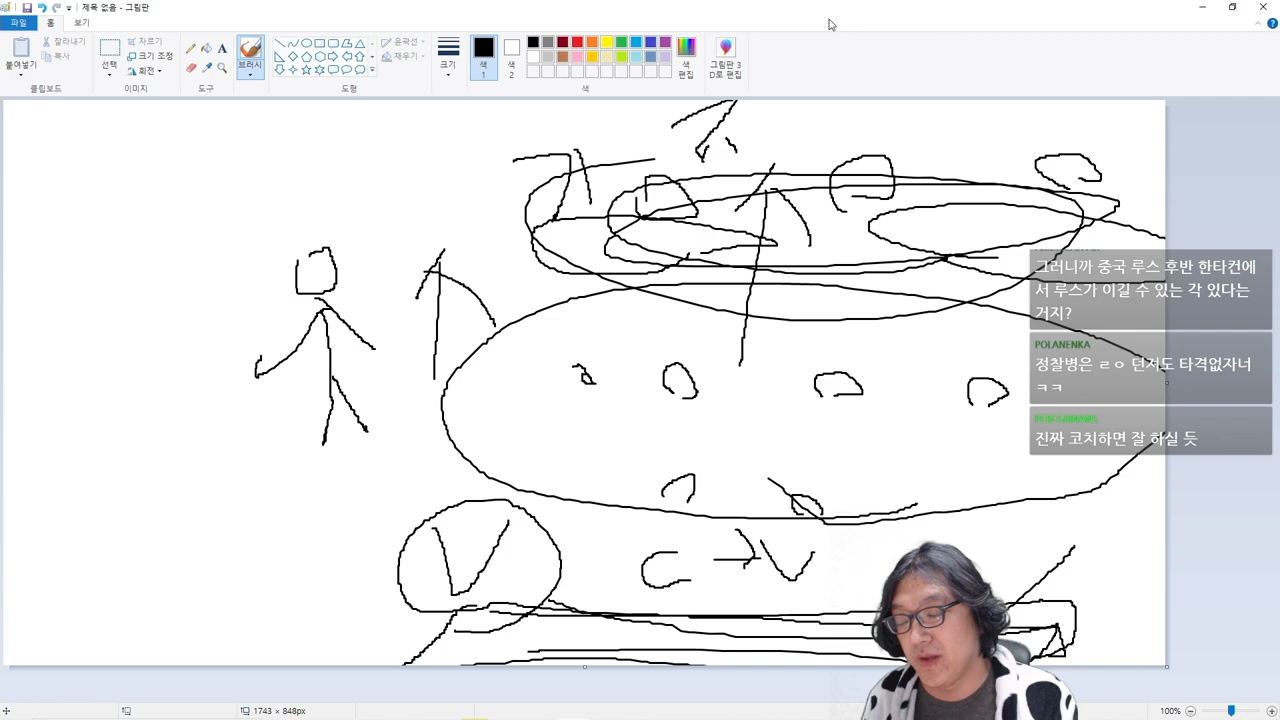 제목 없음 - 그림판
파일 홈 보기
붙여넣기
잘라내기
복사
클립보드
선택
자르기
크기 조정
회전
이미지
A
도구
브러시
도형
윤곽선
채우기
크기
색
1
색
2
색
편집
그림판 3
D로 편집
색
그러니까 중국 루스 후반 한타컨에
서 루스가 이길 수 있는 각 있다는
거지?
POLANENKA
정찰병은 ㄹㅇ 던저도 타격없자너
ㅋㅋ
진짜 코치하면 잘 하실 듯
V
C → V
1743 × 848px
100%